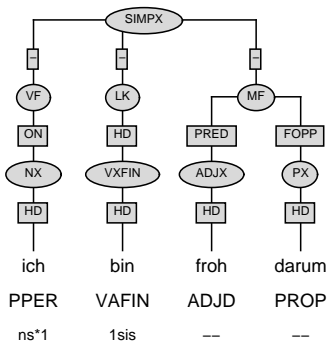 SIMPX
– – –
VF LK MF
ON HD PRED FOPP
NX VXFIN ADJX PX
HD HD HD HD
ich bin froh darum
PPER VAFIN ADJD PROP
ns*1 1sis −− −−